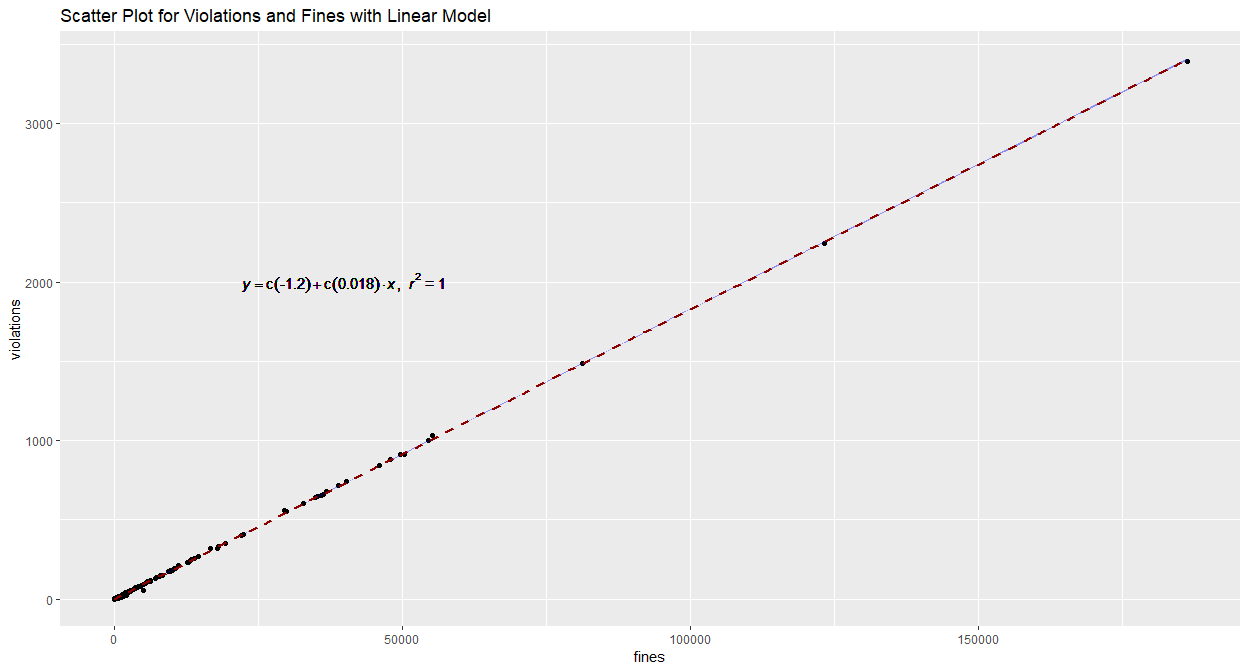 Scatter Plot for Violations and Fines with Linear Model
3000
2000
1000
0
violations
y = c(-1.2) + c(0.018) · x, r² = 1
0 50000 100000 150000
fines